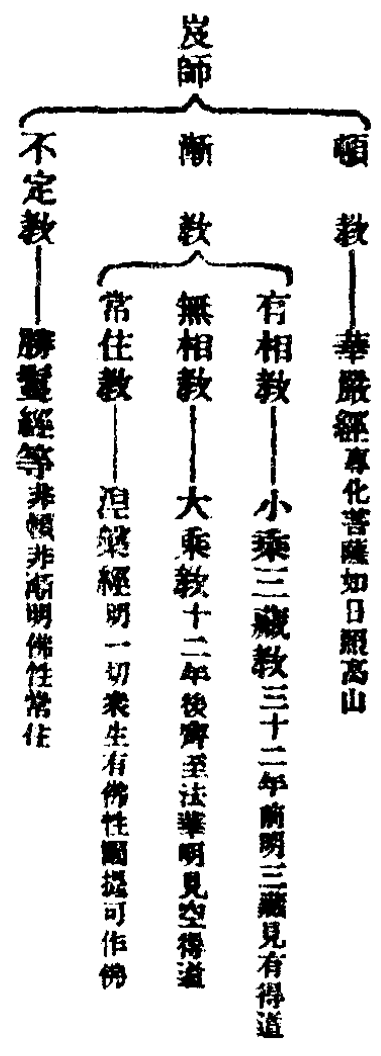 岌師
頓教
華嚴經專化菩薩如日照高山
漸教
有相教
小乘三藏教三十二年前明三藏見有得道
無相教
大乘教十二年後齊至法華明見空得道
常住教
涅槃經明一切衆生有佛性闡提可作佛
不定教
勝鬘經等非頓非漸明佛性常住